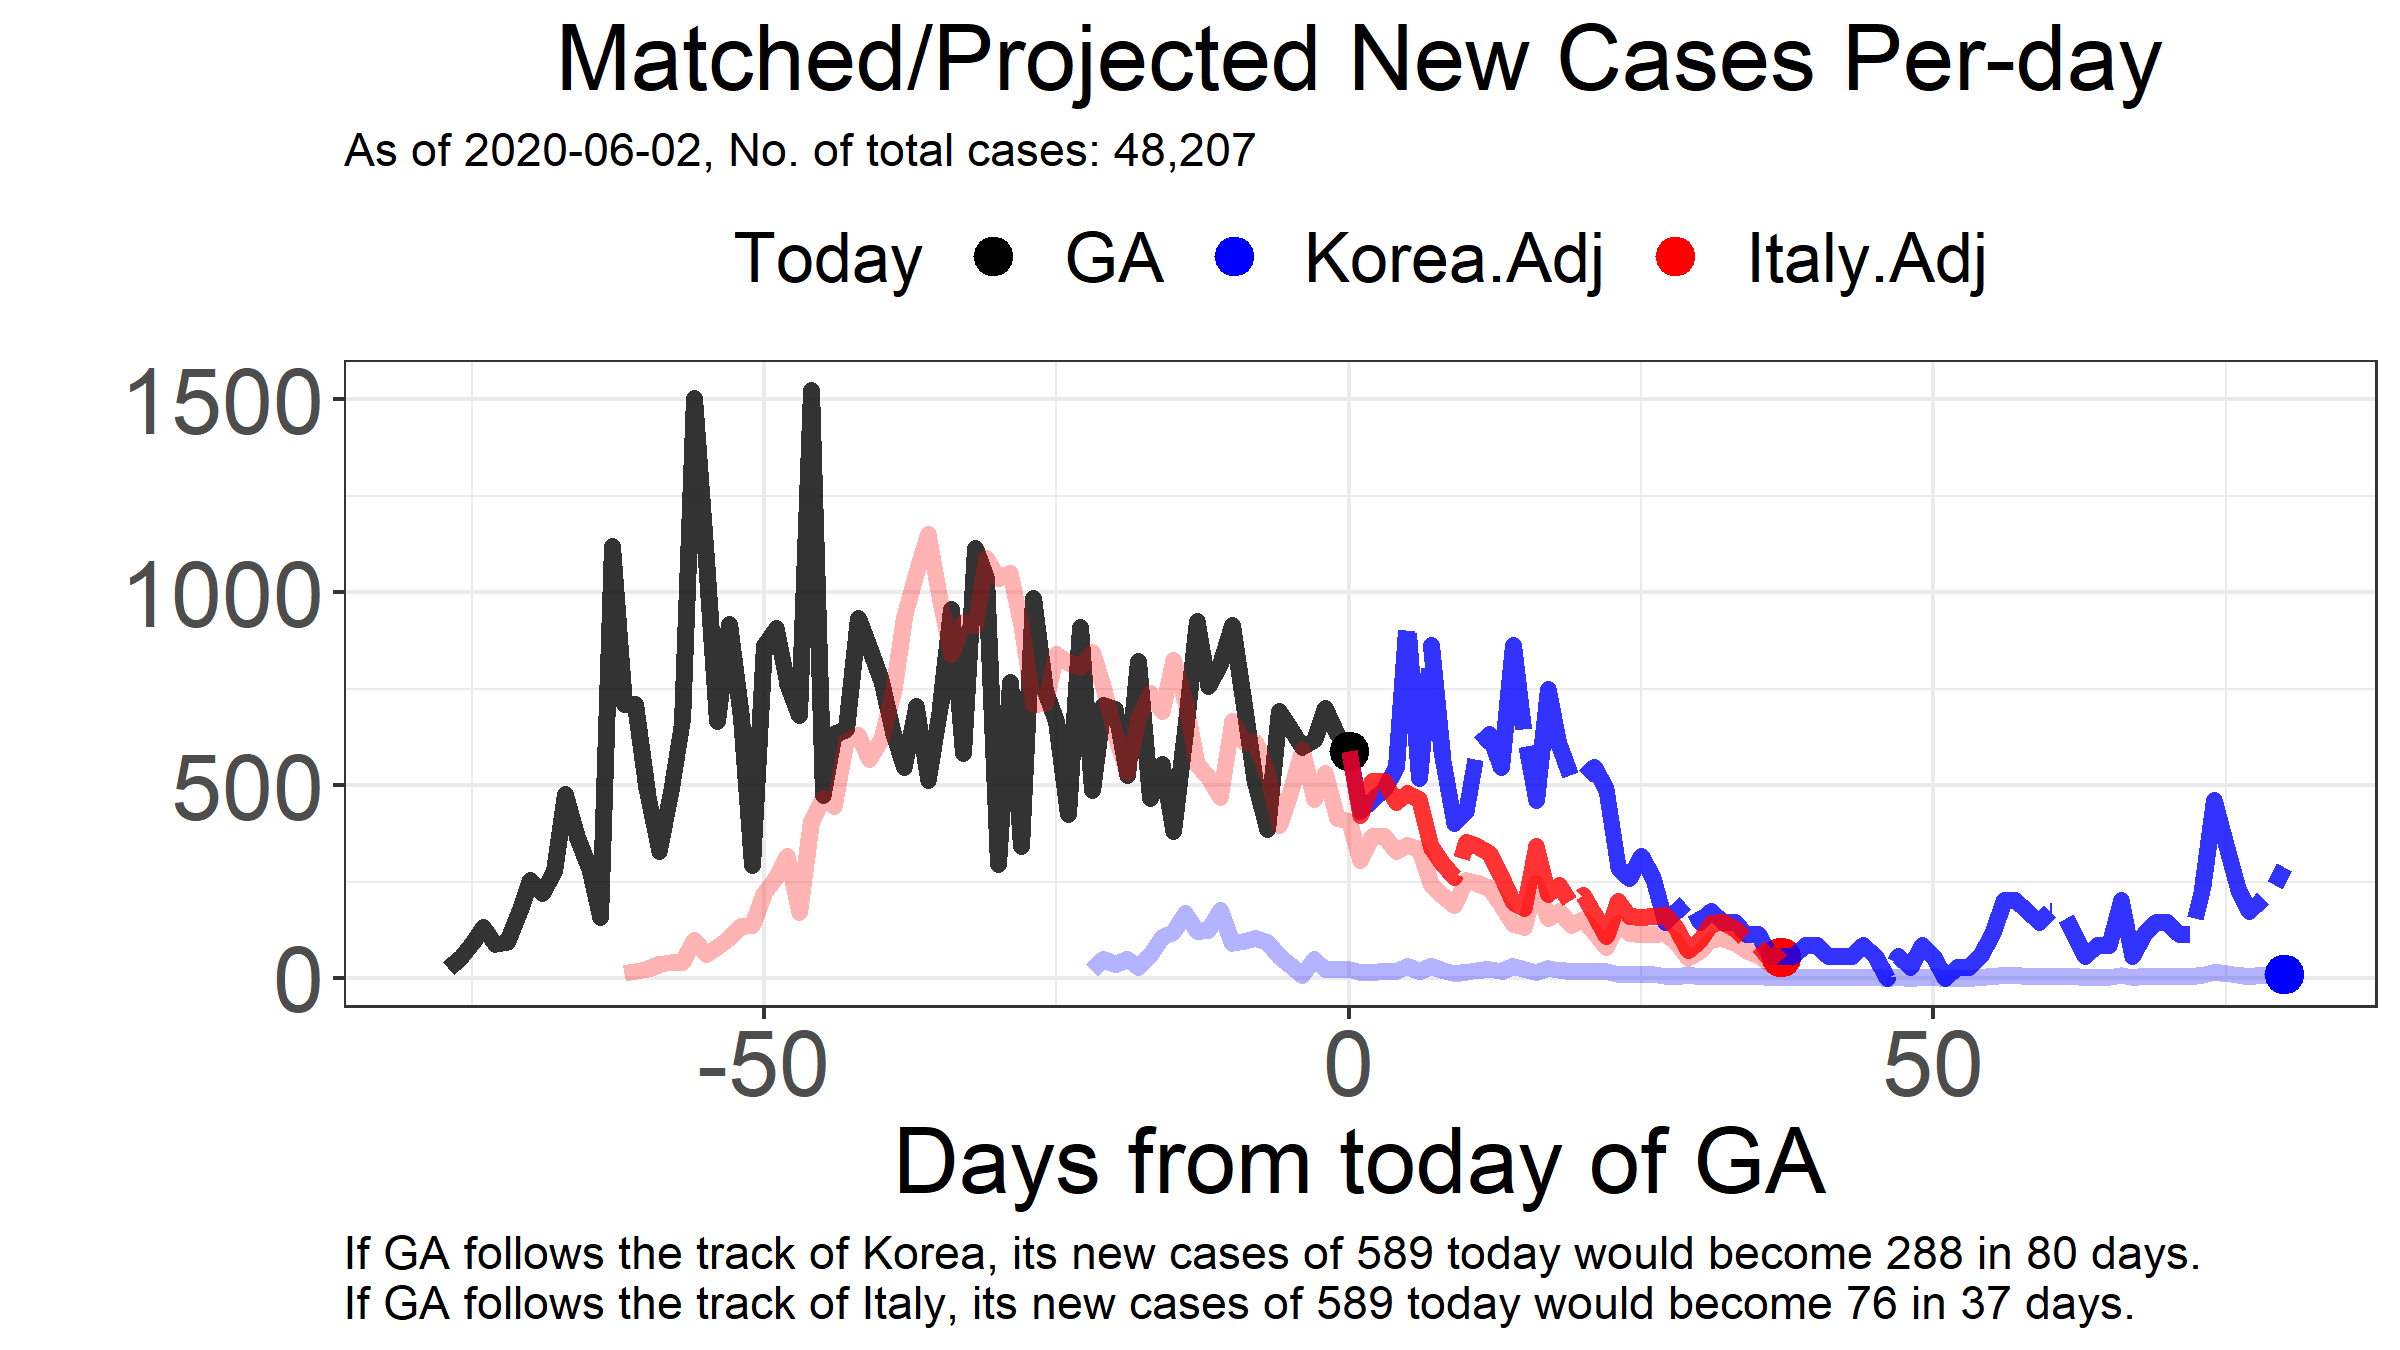 Matched/Projected New Cases Per-day
As of 2020-06-02, No. of total cases: 48,207
Today GA Korea.Adj Italy.Adj
1500
1000
500
0
-50 0 50
Days from today of GA
If GA follows the track of Korea, its new cases of 589 today would become 288 in 80 days.
If GA follows the track of Italy, its new cases of 589 today would become 76 in 37 days.